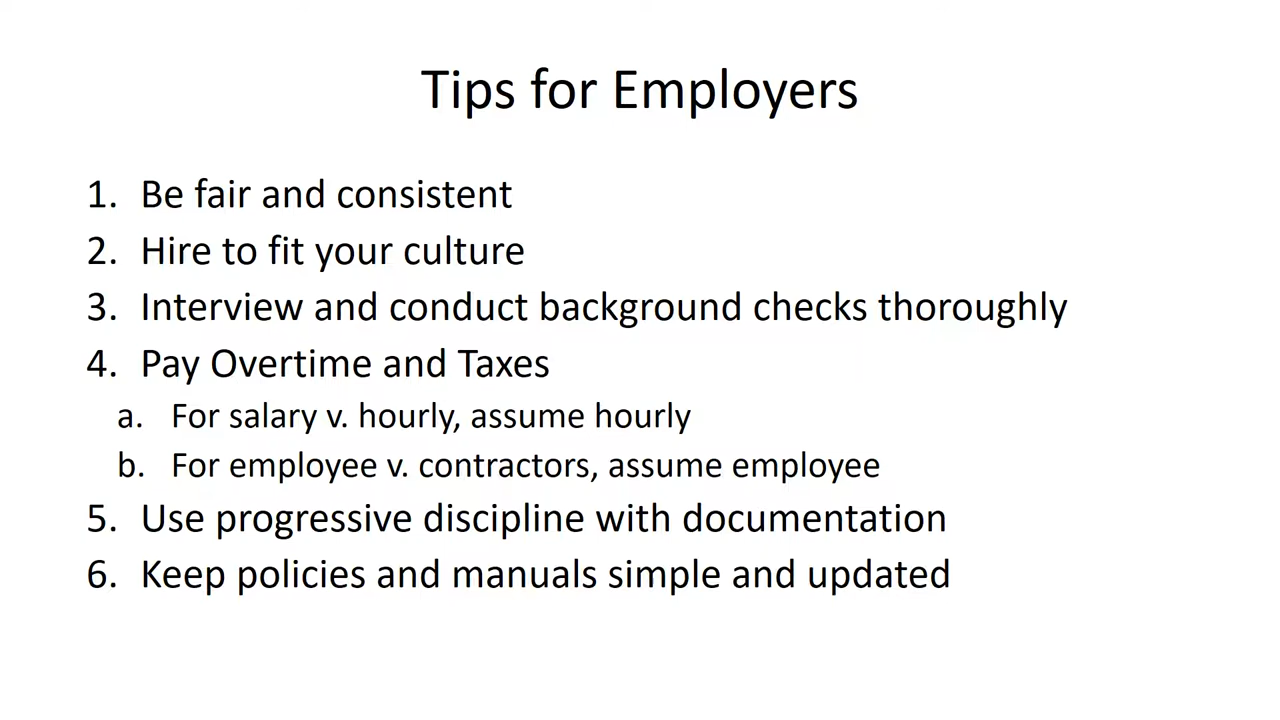 Tips for Employers
1. Be fair and consistent
2. Hire to fit your culture
3. Interview and conduct background checks thoroughly
4. Pay Overtime and Taxes
a. For salary v. hourly, assume hourly
b. For employee v. contractors, assume employee
5. Use progressive discipline with documentation
6. Keep policies and manuals simple and updated